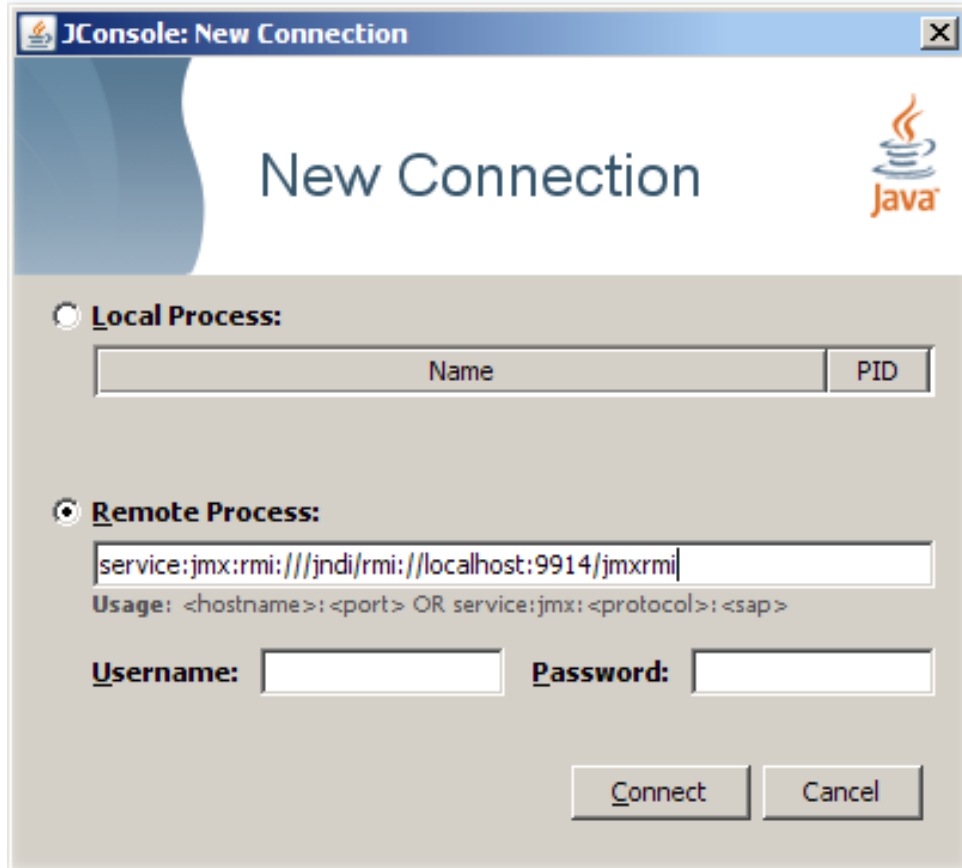 JConsole: New Connection
New Connection
Java
Local Process:
Name PID
Remote Process:
service:jmx:rmi:///jndi/rmi://localhost:9914/jmxrmi
Usage: <hostname>:<port> OR service:jmx:<protocol>:<sap>
Username: Password:
Connect Cancel